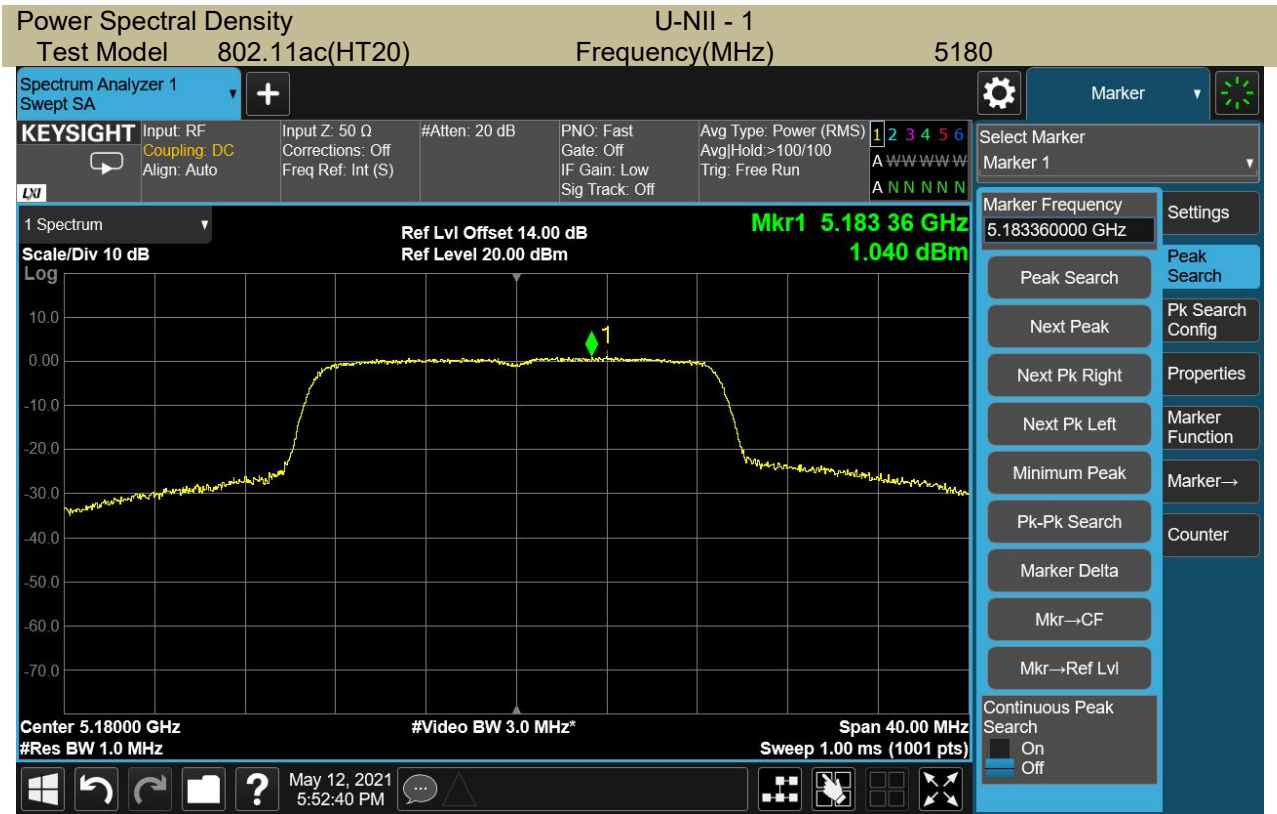 Power Spectral Density U-NII - 1
Test Model 802.11ac(HT20) Frequency(MHz) 5180
Spectrum Analyzer 1
Swept SA
+
Marker
KEYSIGHT
LXI
Input: RF
Coupling: DC
Align: Auto
Input Z: 50 Ω
Corrections: Off
Freq Ref: Int (S)
#Atten: 20 dB
PNO: Fast
Gate: Off
IF Gain: Low
Sig Track: Off
Avg Type: Power (RMS)
Avg|Hold:>100/100
Trig: Free Run
1 2 3 4 5 6
A W W W W W
A N N N N N
Select Marker
Marker 1
1 Spectrum
Scale/Div 10 dB
Ref Lvl Offset 14.00 dB
Ref Level 20.00 dBm
Mkr1 5.183 36 GHz
1.040 dBm
Log
10.0
0.00
-10.0
-20.0
-30.0
-40.0
-50.0
-60.0
-70.0
1
Center 5.18000 GHz
#Res BW 1.0 MHz
#Video BW 3.0 MHz*
Span 40.00 MHz
Sweep 1.00 ms (1001 pts)
Marker Frequency
5.183360000 GHz
Peak Search
Next Peak
Next Pk Right
Next Pk Left
Minimum Peak
Pk-Pk Search
Marker Delta
Mkr→CF
Mkr→Ref Lvl
Continuous Peak
Search
On
Off
Settings
Peak
Search
Pk Search
Config
Properties
Marker
Function
Marker→
Counter
?
May 12, 2021
5:52:40 PM